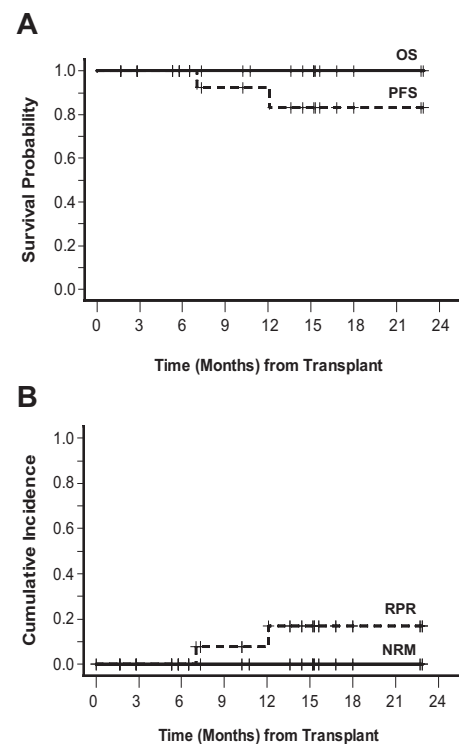 A
OS
PFS
1.0
0.8
0.6
0.4
0.2
0.0
Survival Probability
0 3 6 9 12 15 18 21 24
Time (Months) from Transplant
B
1.0
0.8
0.6
0.4
0.2
0.0
Cumulative Incidence
RPR
NRM
0 3 6 9 12 15 18 21 24
Time (Months) from Transplant